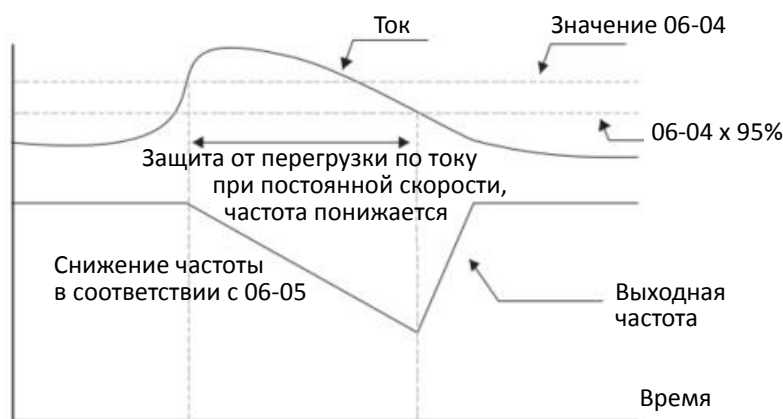 Ток
Значение 06-04
06-04 x 95%
Защита от перегрузки по току
при постоянной скорости,
частота понижается
Снижение частоты
в соответствии с 06-05
Выходная
частота
Время